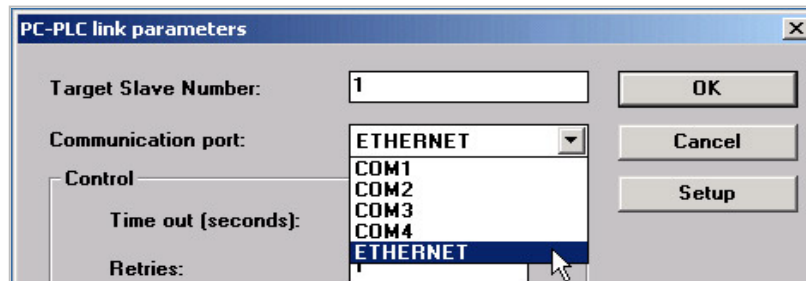 PC-PLC link parameters
Target Slave Number: 1 OK
Communication port: ETHERNET Cancel
COM1
Control COM2 Setup
COM3
Time out (seconds): COM4
ETHERNET
Retries: 1